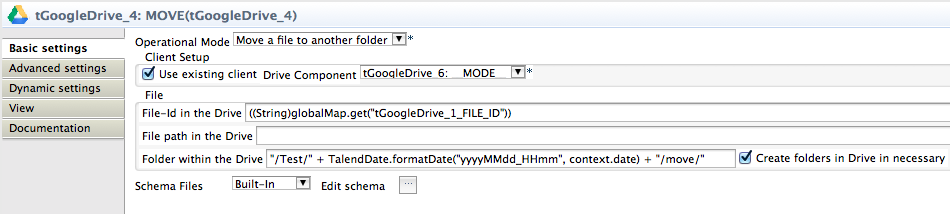 tGoogleDrive_4: MOVE(tGoogleDrive_4)
Basic settings
Advanced settings
Dynamic settings
View
Documentation
Operational Mode Move a file to another folder *
Client Setup
Use existing client Drive Component tGoogleDrive_6: __MODE__ *
File
File-Id in the Drive ((String)globalMap.get("tGoogleDrive_1_FILE_ID"))
File path in the Drive
Folder within the Drive "/Test/" + TalendDate.formatDate("yyyyMMdd_HHmm", context.date) + "/move/" Create folders in Drive in necessary
Schema Files Built-In Edit schema ...